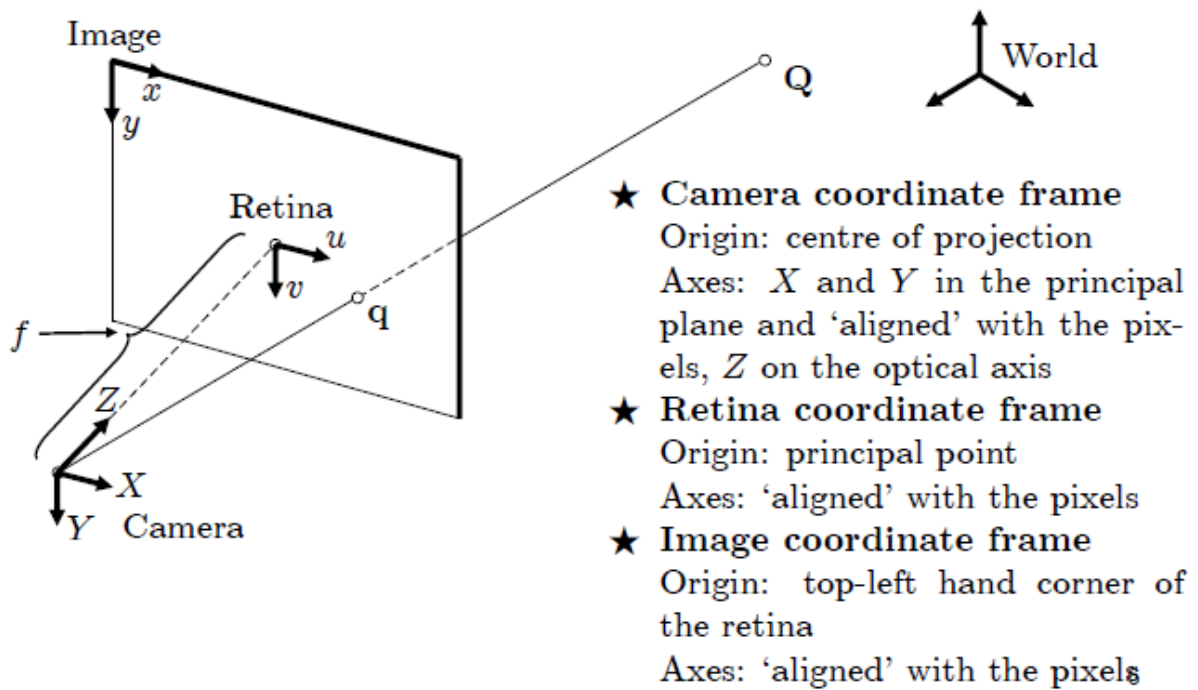 Image
x
y
Q
World
Retina
u
v
q
f
Z
X
Y
Camera
★ Camera coordinate frame
Origin: centre of projection
Axes: X and Y in the principal
plane and ‘aligned’ with the pix-
els, Z on the optical axis
★ Retina coordinate frame
Origin: principal point
Axes: ‘aligned’ with the pixels
★ Image coordinate frame
Origin: top-left hand corner of
the retina
Axes: ‘aligned’ with the pixels